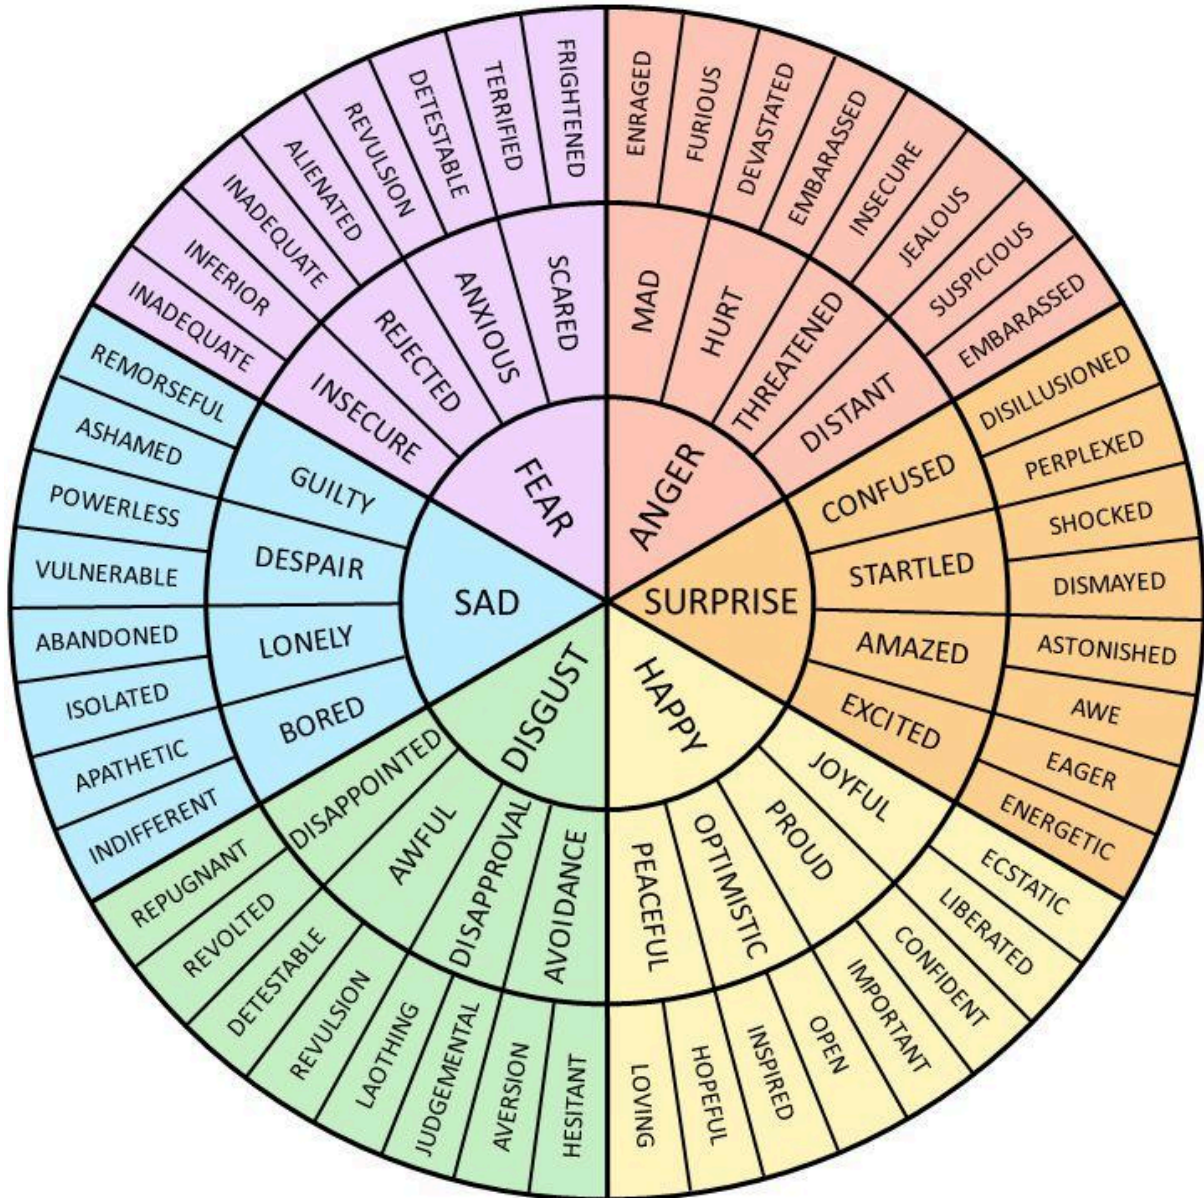 FEAR
INSECURE
REJECTED
ANXIOUS
SCARED
INADEQUATE
INFERIOR
INADEQUATE
ALIENATED
REVULSION
DETESTABLE
TERRIFIED
FRIGHTENED
ANGER
MAD
HURT
THREATENED
DISTANT
ENRAGED
FURIOUS
DEVASTATED
EMBARASSED
INSECURE
JEALOUS
SUSPICIOUS
EMBARASSED
SURPRISE
CONFUSED
STARTLED
AMAZED
EXCITED
DISILLUSIONED
PERPLEXED
SHOCKED
DISMAYED
ASTONISHED
AWE
EAGER
ENERGETIC
HAPPY
JOYFUL
PROUD
OPTIMISTIC
PEACEFUL
ECSTATIC
LIBERATED
CONFIDENT
IMPORTANT
OPEN
INSPIRED
HOPEFUL
LOVING
DISGUST
AVOIDANCE
DISAPPROVAL
AWFUL
DISAPPOINTED
HESITANT
AVERSION
JUDGEMENTAL
LAOTHING
REVULSION
DETESTABLE
REVOLTED
REPUGNANT
SAD
BORED
LONELY
DESPAIR
GUILTY
INDIFFERENT
APATHETIC
ISOLATED
ABANDONED
VULNERABLE
POWERLESS
ASHAMED
REMORSEFUL